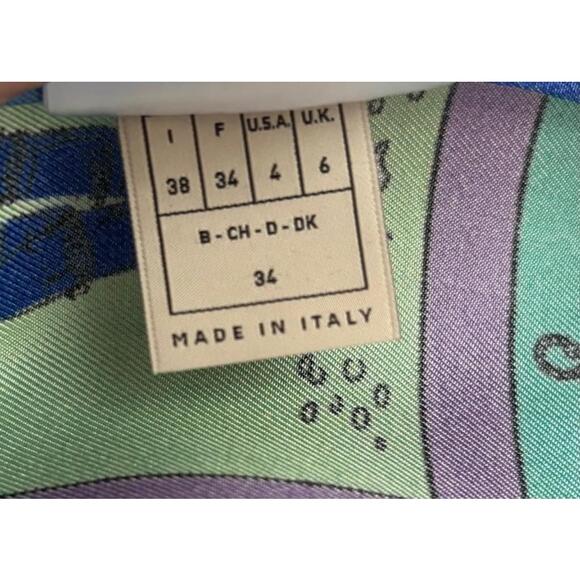 I F U.S.A. U.K.
38 34 4 6
B - CH - D - DK
34
MADE IN ITALY